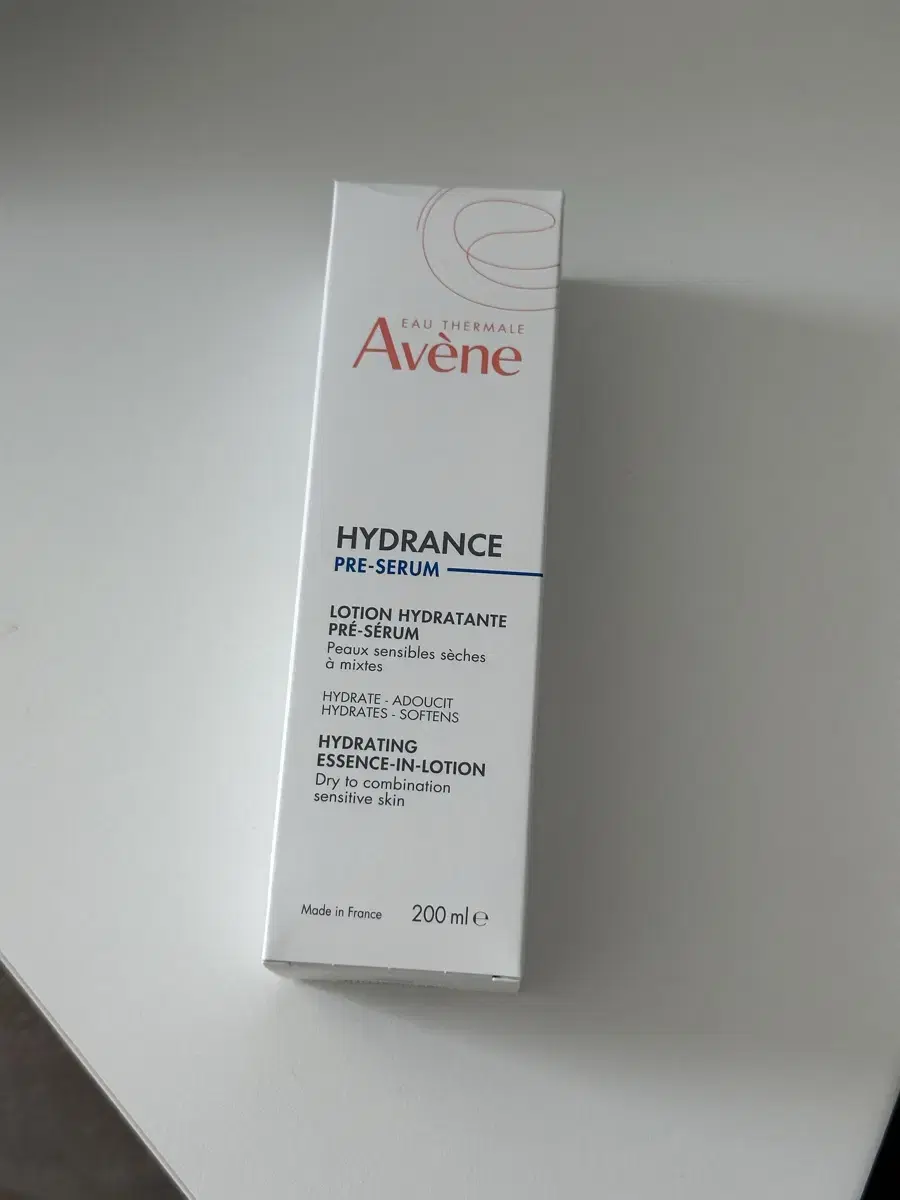 EAU THERMALE
Avène
HYDRANCE
PRE-SERUM
LOTION HYDRATANTE
PRÉ-SÉRUM
Peaux sensibles sèches
à mixtes
HYDRATE - ADOUCIT
HYDRATES - SOFTENS
HYDRATING
ESSENCE-IN-LOTION
Dry to combination
sensitive skin
Made in France 200 ml ℮